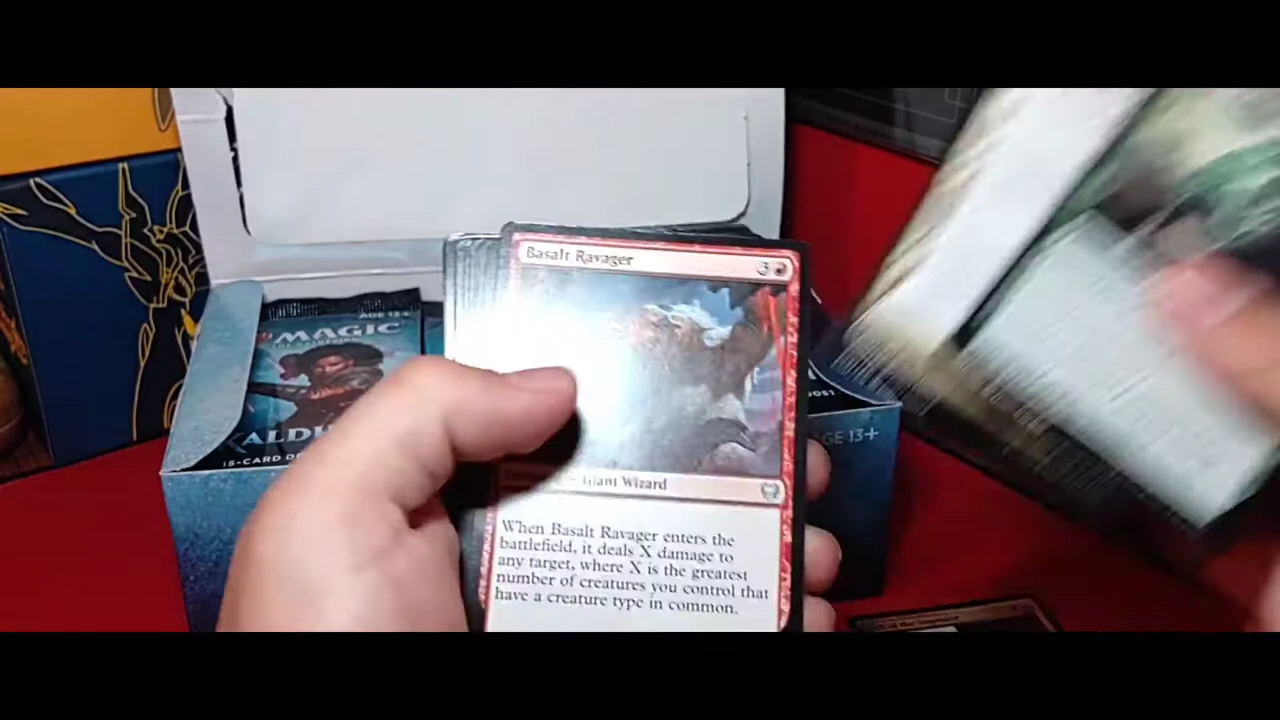 Basalt Ravager 3
Giant Wizard
When Basalt Ravager enters the
battlefield, it deals X damage to
any target, where X is the greatest
number of creatures you control that
have a creature type in common.
AGE 13+
MAGIC
15-CARD
AGE 13+